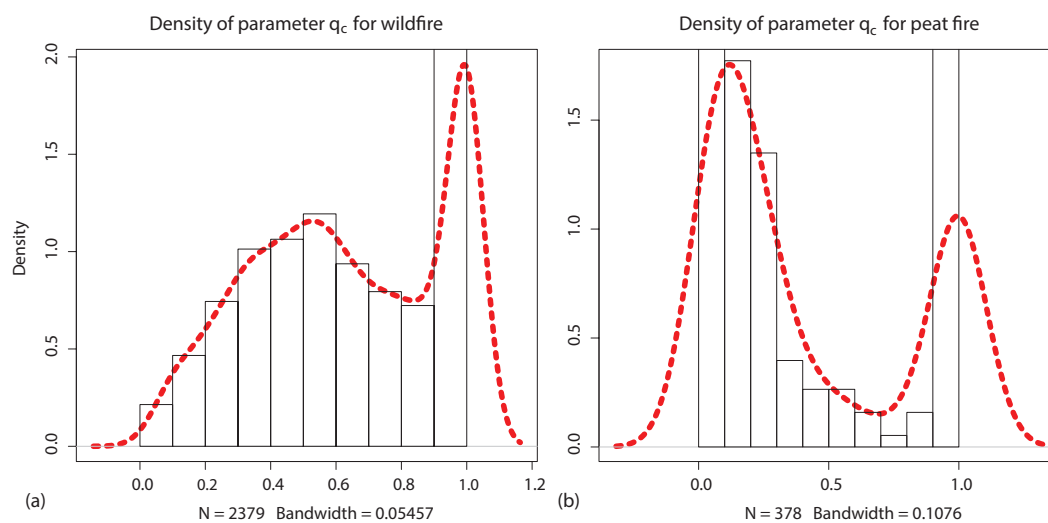 Density of parameter qc for wildfire
Density
2.0
1.5
1.0
0.5
0.0
0.0 0.2 0.4 0.6 0.8 1.0 1.2
(a)
N = 2379 Bandwidth = 0.05457
Density of parameter qc for peat fire
1.5
1.0
0.5
0.0
0.0 0.5 1.0
(b)
N = 378 Bandwidth = 0.1076